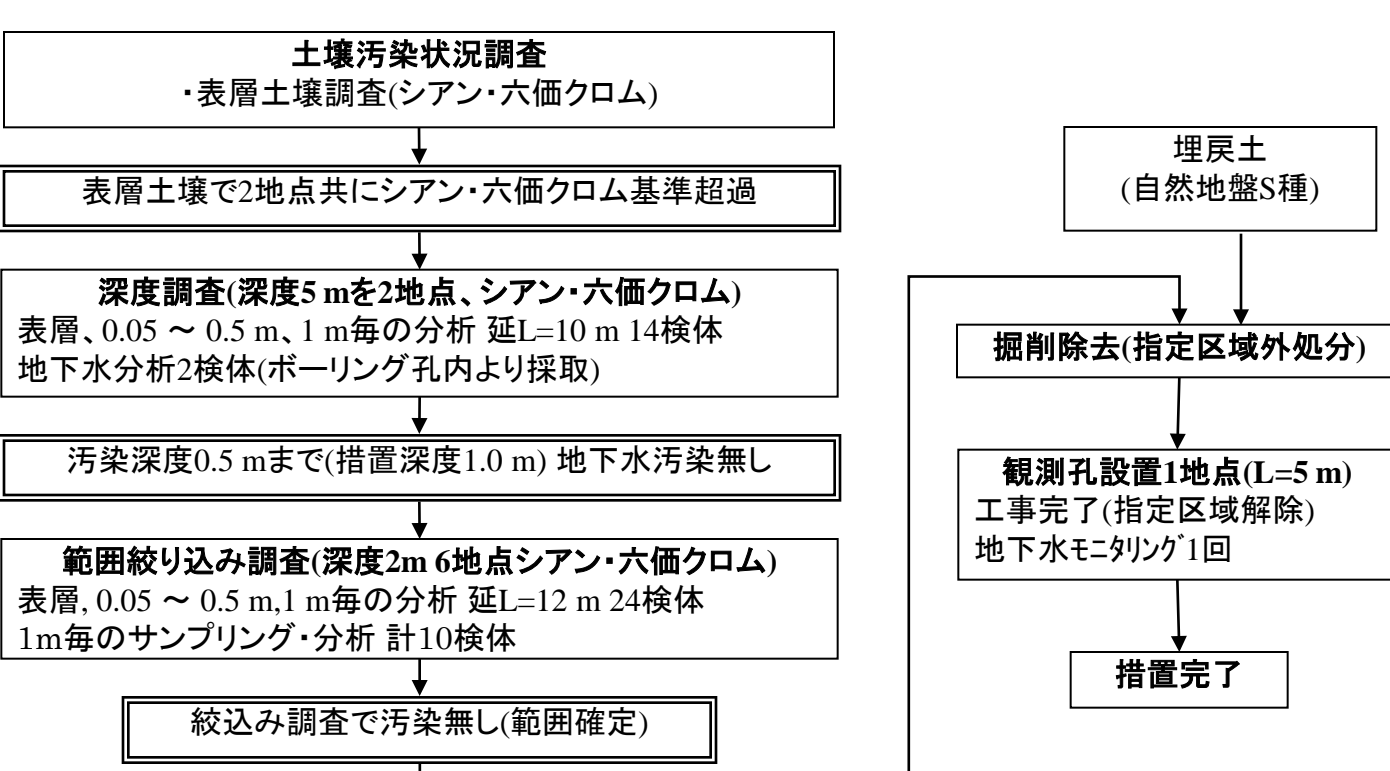 土壌汚染状況調査
・表層土壌調査(シアン・六価クロム)
表層土壌で2地点共にシアン・六価クロム基準超過
深度調査(深度5 mを2地点、シアン・六価クロム)
表層、0.05 ～ 0.5 m、1 m毎の分析 延L=10 m 14検体
地下水分析2検体(ボーリング孔内より採取)
汚染深度0.5 mまで(措置深度1.0 m) 地下水汚染無し
範囲絞り込み調査(深度2m 6地点シアン・六価クロム)
表層, 0.05 ～ 0.5 m,1 m毎の分析 延L=12 m 24検体
1m毎のサンプリング・分析 計10検体
絞込み調査で汚染無し(範囲確定)
埋戻土
(自然地盤S種)
掘削除去(指定区域外処分)
観測孔設置1地点(L=5 m)
工事完了(指定区域解除)
地下水ﾓﾆﾀﾘﾝｸﾞ1回
措置完了